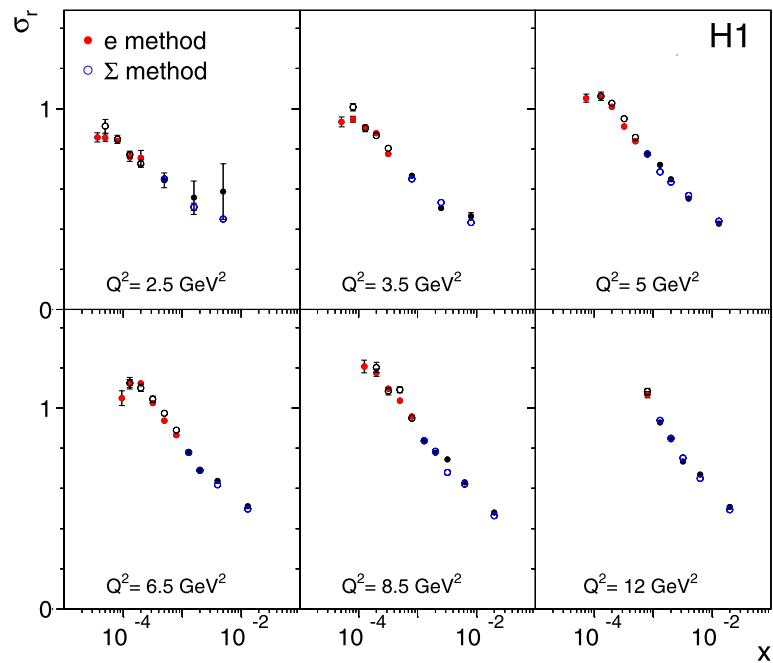 σr
H1
e method
Σ method
1
Q²= 2.5 GeV²
Q²= 3.5 GeV²
Q²= 5 GeV²
0
1
Q²= 6.5 GeV²
Q²= 8.5 GeV²
Q²= 12 GeV²
0
10⁻⁴ 10⁻² 10⁻⁴ 10⁻² 10⁻⁴ 10⁻²
x